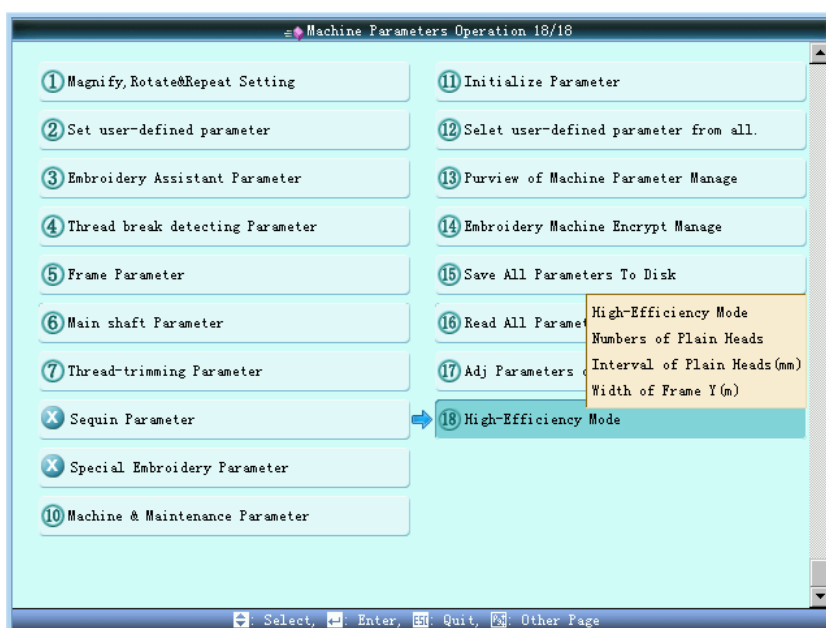 Machine Parameters Operation 18/18
1 Magnify, Rotate&Repeat Setting
2 Set user-defined parameter
3 Embroidery Assistant Parameter
4 Thread break detecting Parameter
5 Frame Parameter
6 Main shaft Parameter
7 Thread-trimming Parameter
X Sequin Parameter
X Special Embroidery Parameter
10 Machine & Maintenance Parameter
11 Initialize Parameter
12 Selet user-defined parameter from all.
13 Purview of Machine Parameter Manage
14 Embroidery Machine Encrypt Manage
15 Save All Parameters To Disk
16 Read All Paramet
17 Adj Parameters
18 High-Efficiency Mode
High-Efficiency Mode
Numbers of Plain Heads
Interval of Plain Heads(mm)
Width of Frame Y(m)
: Select, : Enter, ESC: Quit, : Other Page